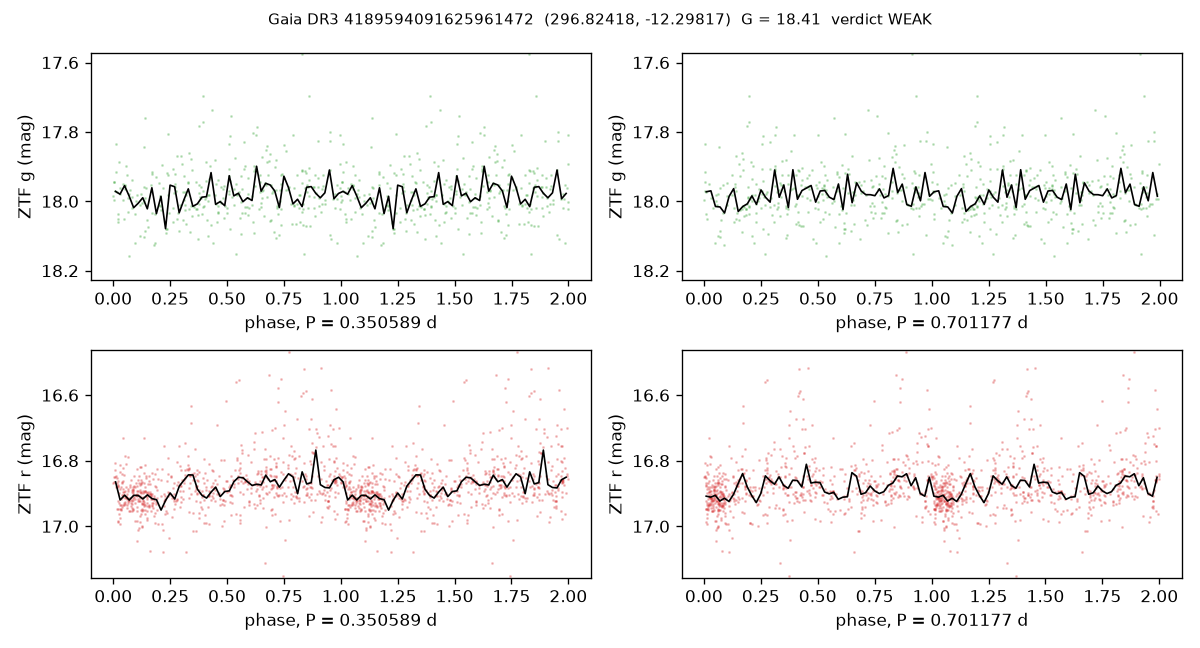 Gaia DR3 4189594091625961472 (296.82418, -12.29817) G = 18.41 verdict WEAK
ZTF g (mag)
17.6
17.8
18.0
18.2
0.00 0.25 0.50 0.75 1.00 1.25 1.50 1.75 2.00
phase, P = 0.350589 d
ZTF g (mag)
17.6
17.8
18.0
18.2
0.00 0.25 0.50 0.75 1.00 1.25 1.50 1.75 2.00
phase, P = 0.701177 d
ZTF r (mag)
16.6
16.8
17.0
0.00 0.25 0.50 0.75 1.00 1.25 1.50 1.75 2.00
phase, P = 0.350589 d
ZTF r (mag)
16.6
16.8
17.0
0.00 0.25 0.50 0.75 1.00 1.25 1.50 1.75 2.00
phase, P = 0.701177 d